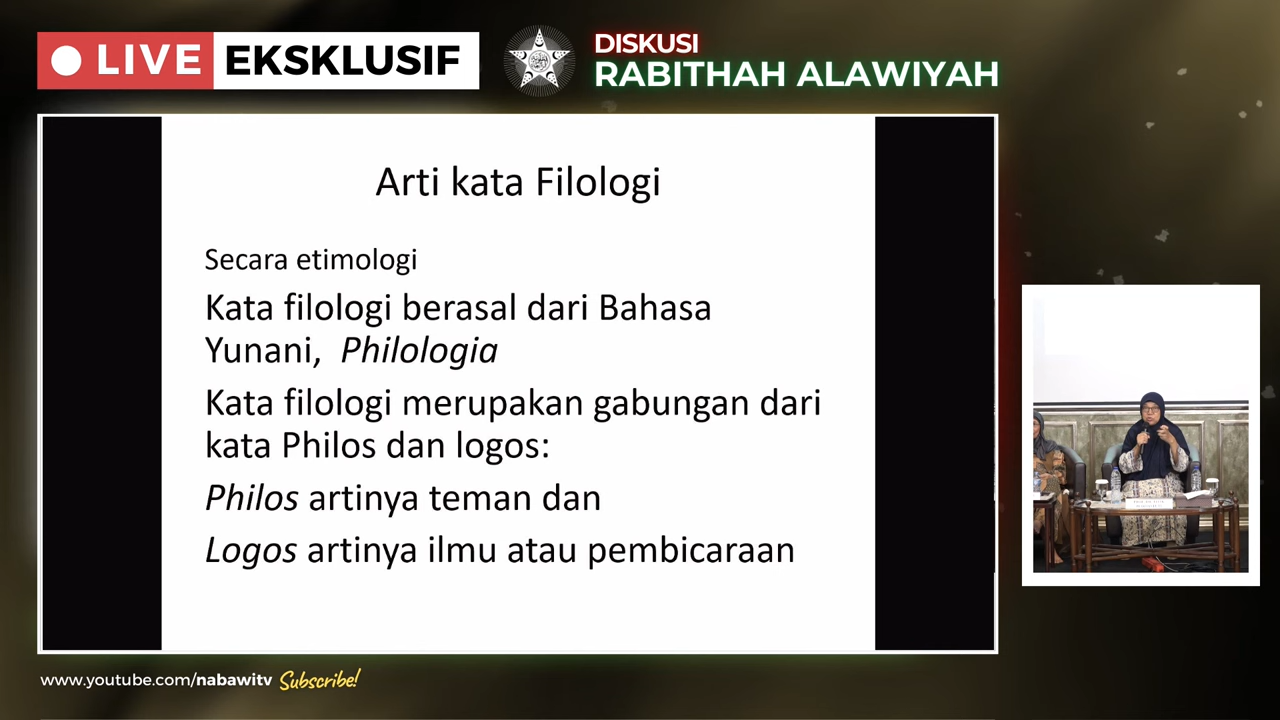 LIVE EKSKLUSIF
DISKUSI
RABITHAH ALAWIYAH
Arti kata Filologi
Secara etimologi
Kata filologi berasal dari Bahasa
Yunani, Philologia
Kata filologi merupakan gabungan dari
kata Philos dan logos:
Philos artinya teman dan
Logos artinya ilmu atau pembicaraan
www.youtube.com/nabawitv Subscribe!